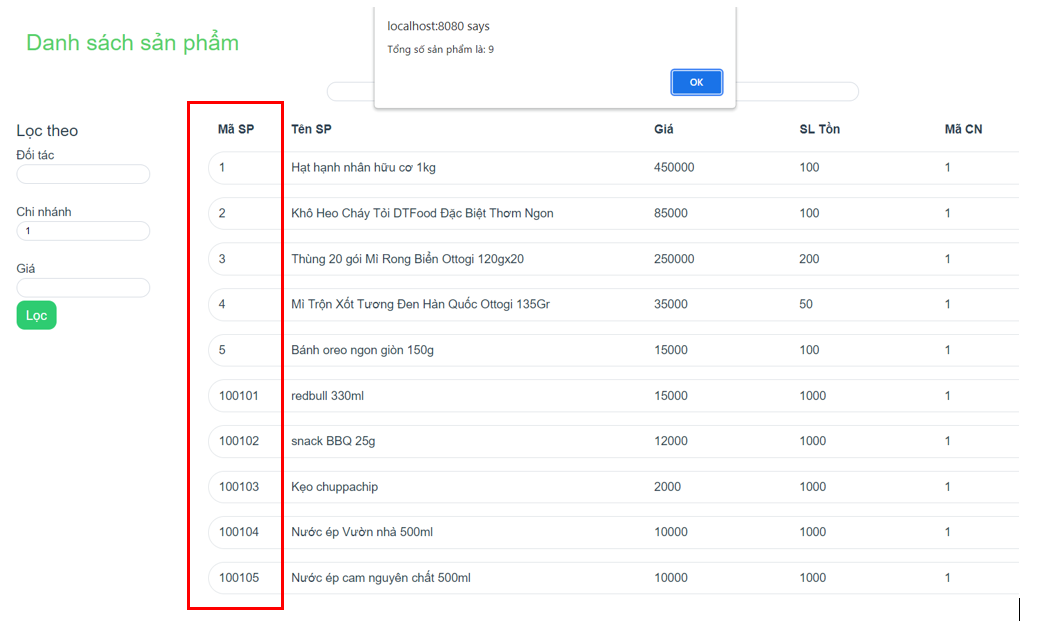 localhost:8080 says
Tổng số sản phẩm là: 9
OK
Danh sách sản phẩm
Lọc theo
Đối tác
Chi nhánh
1
Giá
Lọc
Mã SP Tên SP Giá SL Tồn Mã CN
1 Hạt hạnh nhân hữu cơ 1kg 450000 100 1
2 Khô Heo Cháy Tỏi DTFood Đặc Biệt Thơm Ngon 85000 100 1
3 Thùng 20 gói Mì Rong Biển Ottogi 120gx20 250000 200 1
4 Mì Trộn Xốt Tương Đen Hàn Quốc Ottogi 135Gr 35000 50 1
5 Bánh oreo ngon giòn 150g 15000 100 1
100101 redbull 330ml 15000 1000 1
100102 snack BBQ 25g 12000 1000 1
100103 Kẹo chuppachip 2000 1000 1
100104 Nước ép Vườn nhà 500ml 10000 1000 1
100105 Nước ép cam nguyên chất 500ml 10000 1000 1